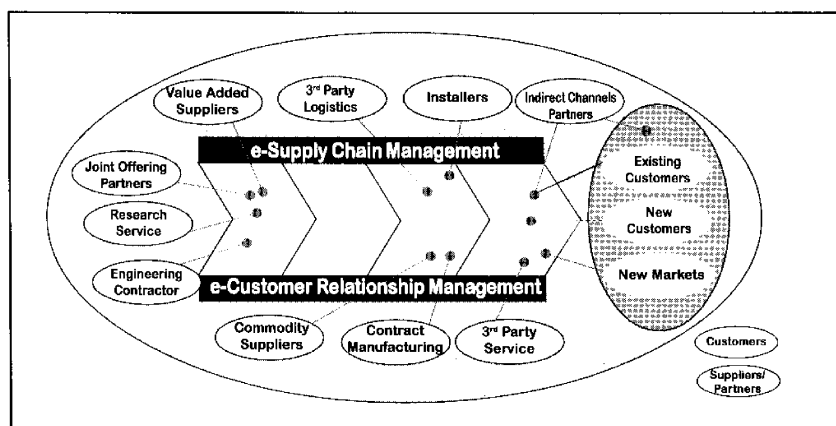 Value Added
Suppliers
3rd Party
Logistics
Installers
Indirect Channels
Partners
e-Supply Chain Management
Joint Offering
Partners
Existing
Customers
Research
Service
New
Customers
Engineering
Contractor
New Markets
e-Customer Relationship Management
Commodity
Suppliers
Contract
Manufacturing
3rd Party
Service
Customers
Suppliers/
Partners